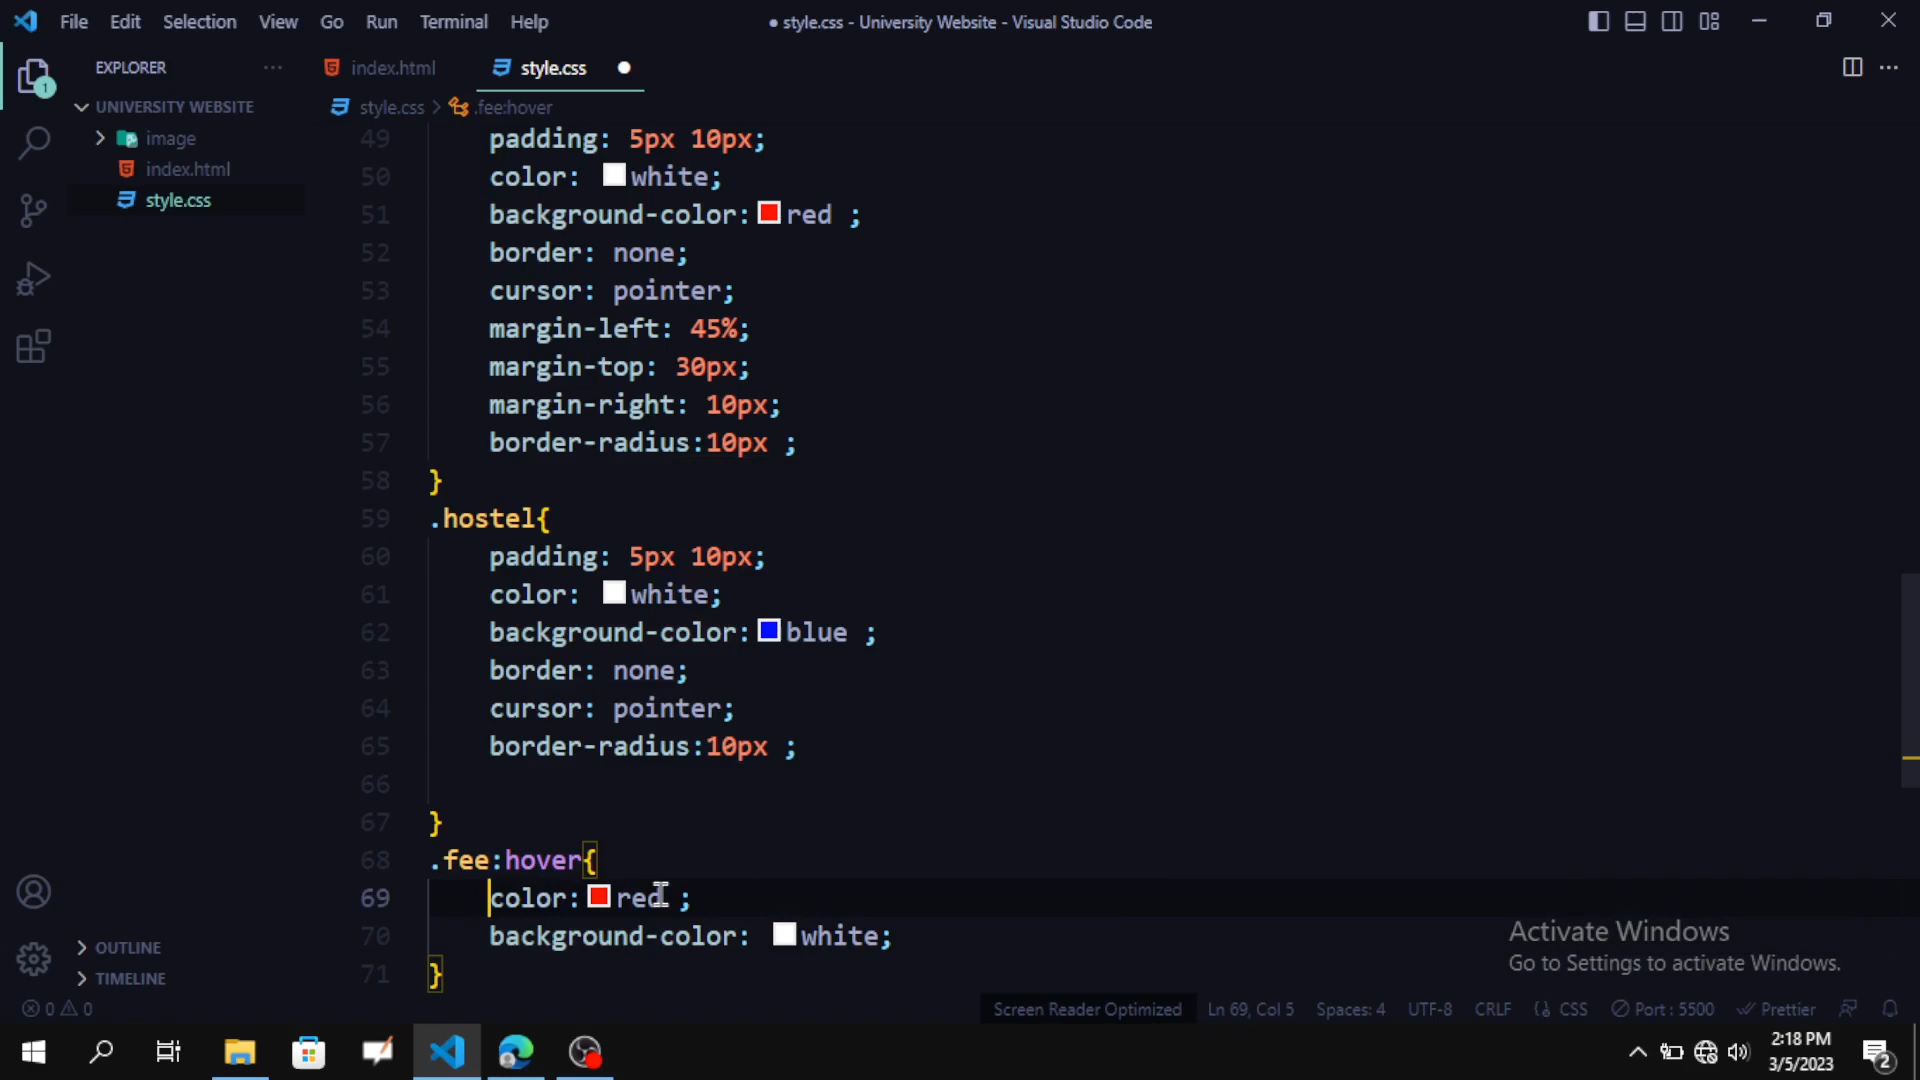 File Edit Selection View Go Run Terminal Help
● style.css - University Website - Visual Studio Code
EXPLORER
UNIVERSITY WEBSITE
image
index.html
style.css
index.html
style.css
style.css > .fee:hover
49 padding: 5px 10px;
50 color: white;
51 background-color: red ;
52 border: none;
53 cursor: pointer;
54 margin-left: 45%;
55 margin-top: 30px;
56 margin-right: 10px;
57 border-radius:10px ;
58 }
59 .hostel{
60 padding: 5px 10px;
61 color: white;
62 background-color: blue ;
63 border: none;
64 cursor: pointer;
65 border-radius:10px ;
66
67 }
68 .fee:hover{
69 color: red ;
70 background-color: white;
71 }
1
OUTLINE
TIMELINE
Activate Windows
Go to Settings to activate Windows.
0 0
Screen Reader Optimized Ln 69, Col 5 Spaces: 4 UTF-8 CRLF CSS Port : 5500 Prettier
2:18 PM
3/5/2023
2